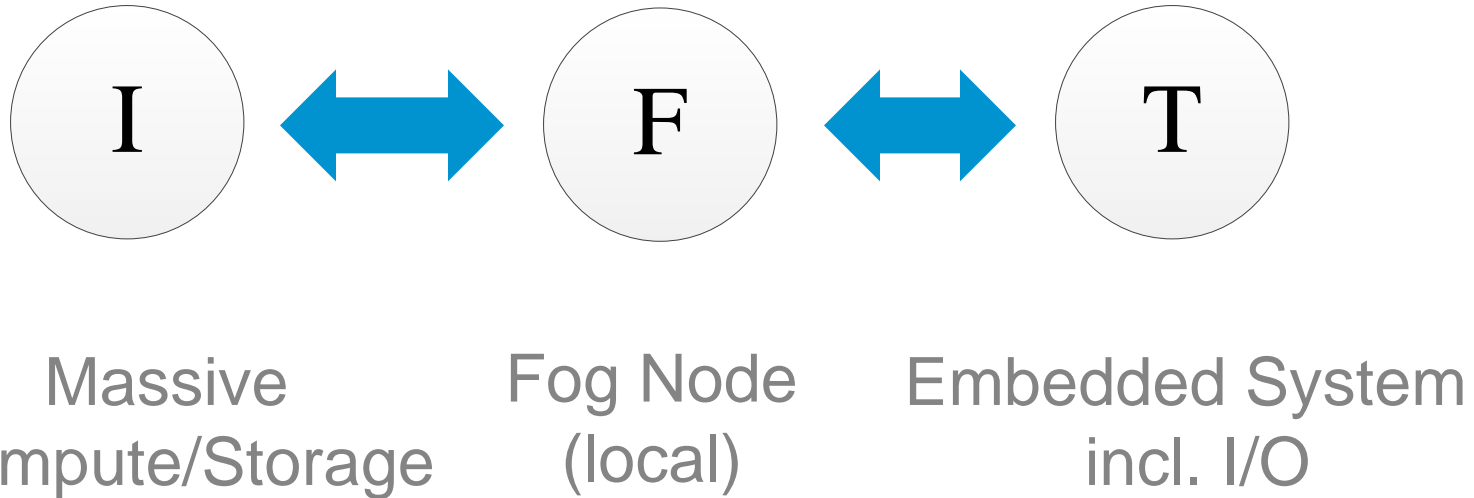 I
F
T
Massive
mpute/Storage
Fog Node
(local)
Embedded System
incl. I/O